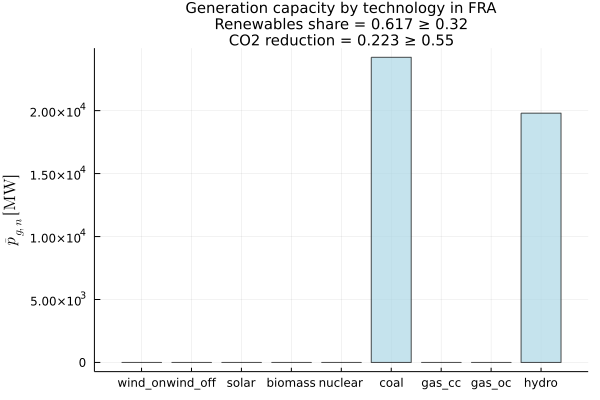 Generation capacity by technology in FRA
Renewables share = 0.617 ≥ 0.32
CO2 reduction = 0.223 ≥ 0.55
2.00×10⁴
1.50×10⁴
1.00×10⁴
5.00×10³
0
p̄_{g,n}[MW]
wind_on wind_off solar biomass nuclear coal gas_cc gas_oc hydro